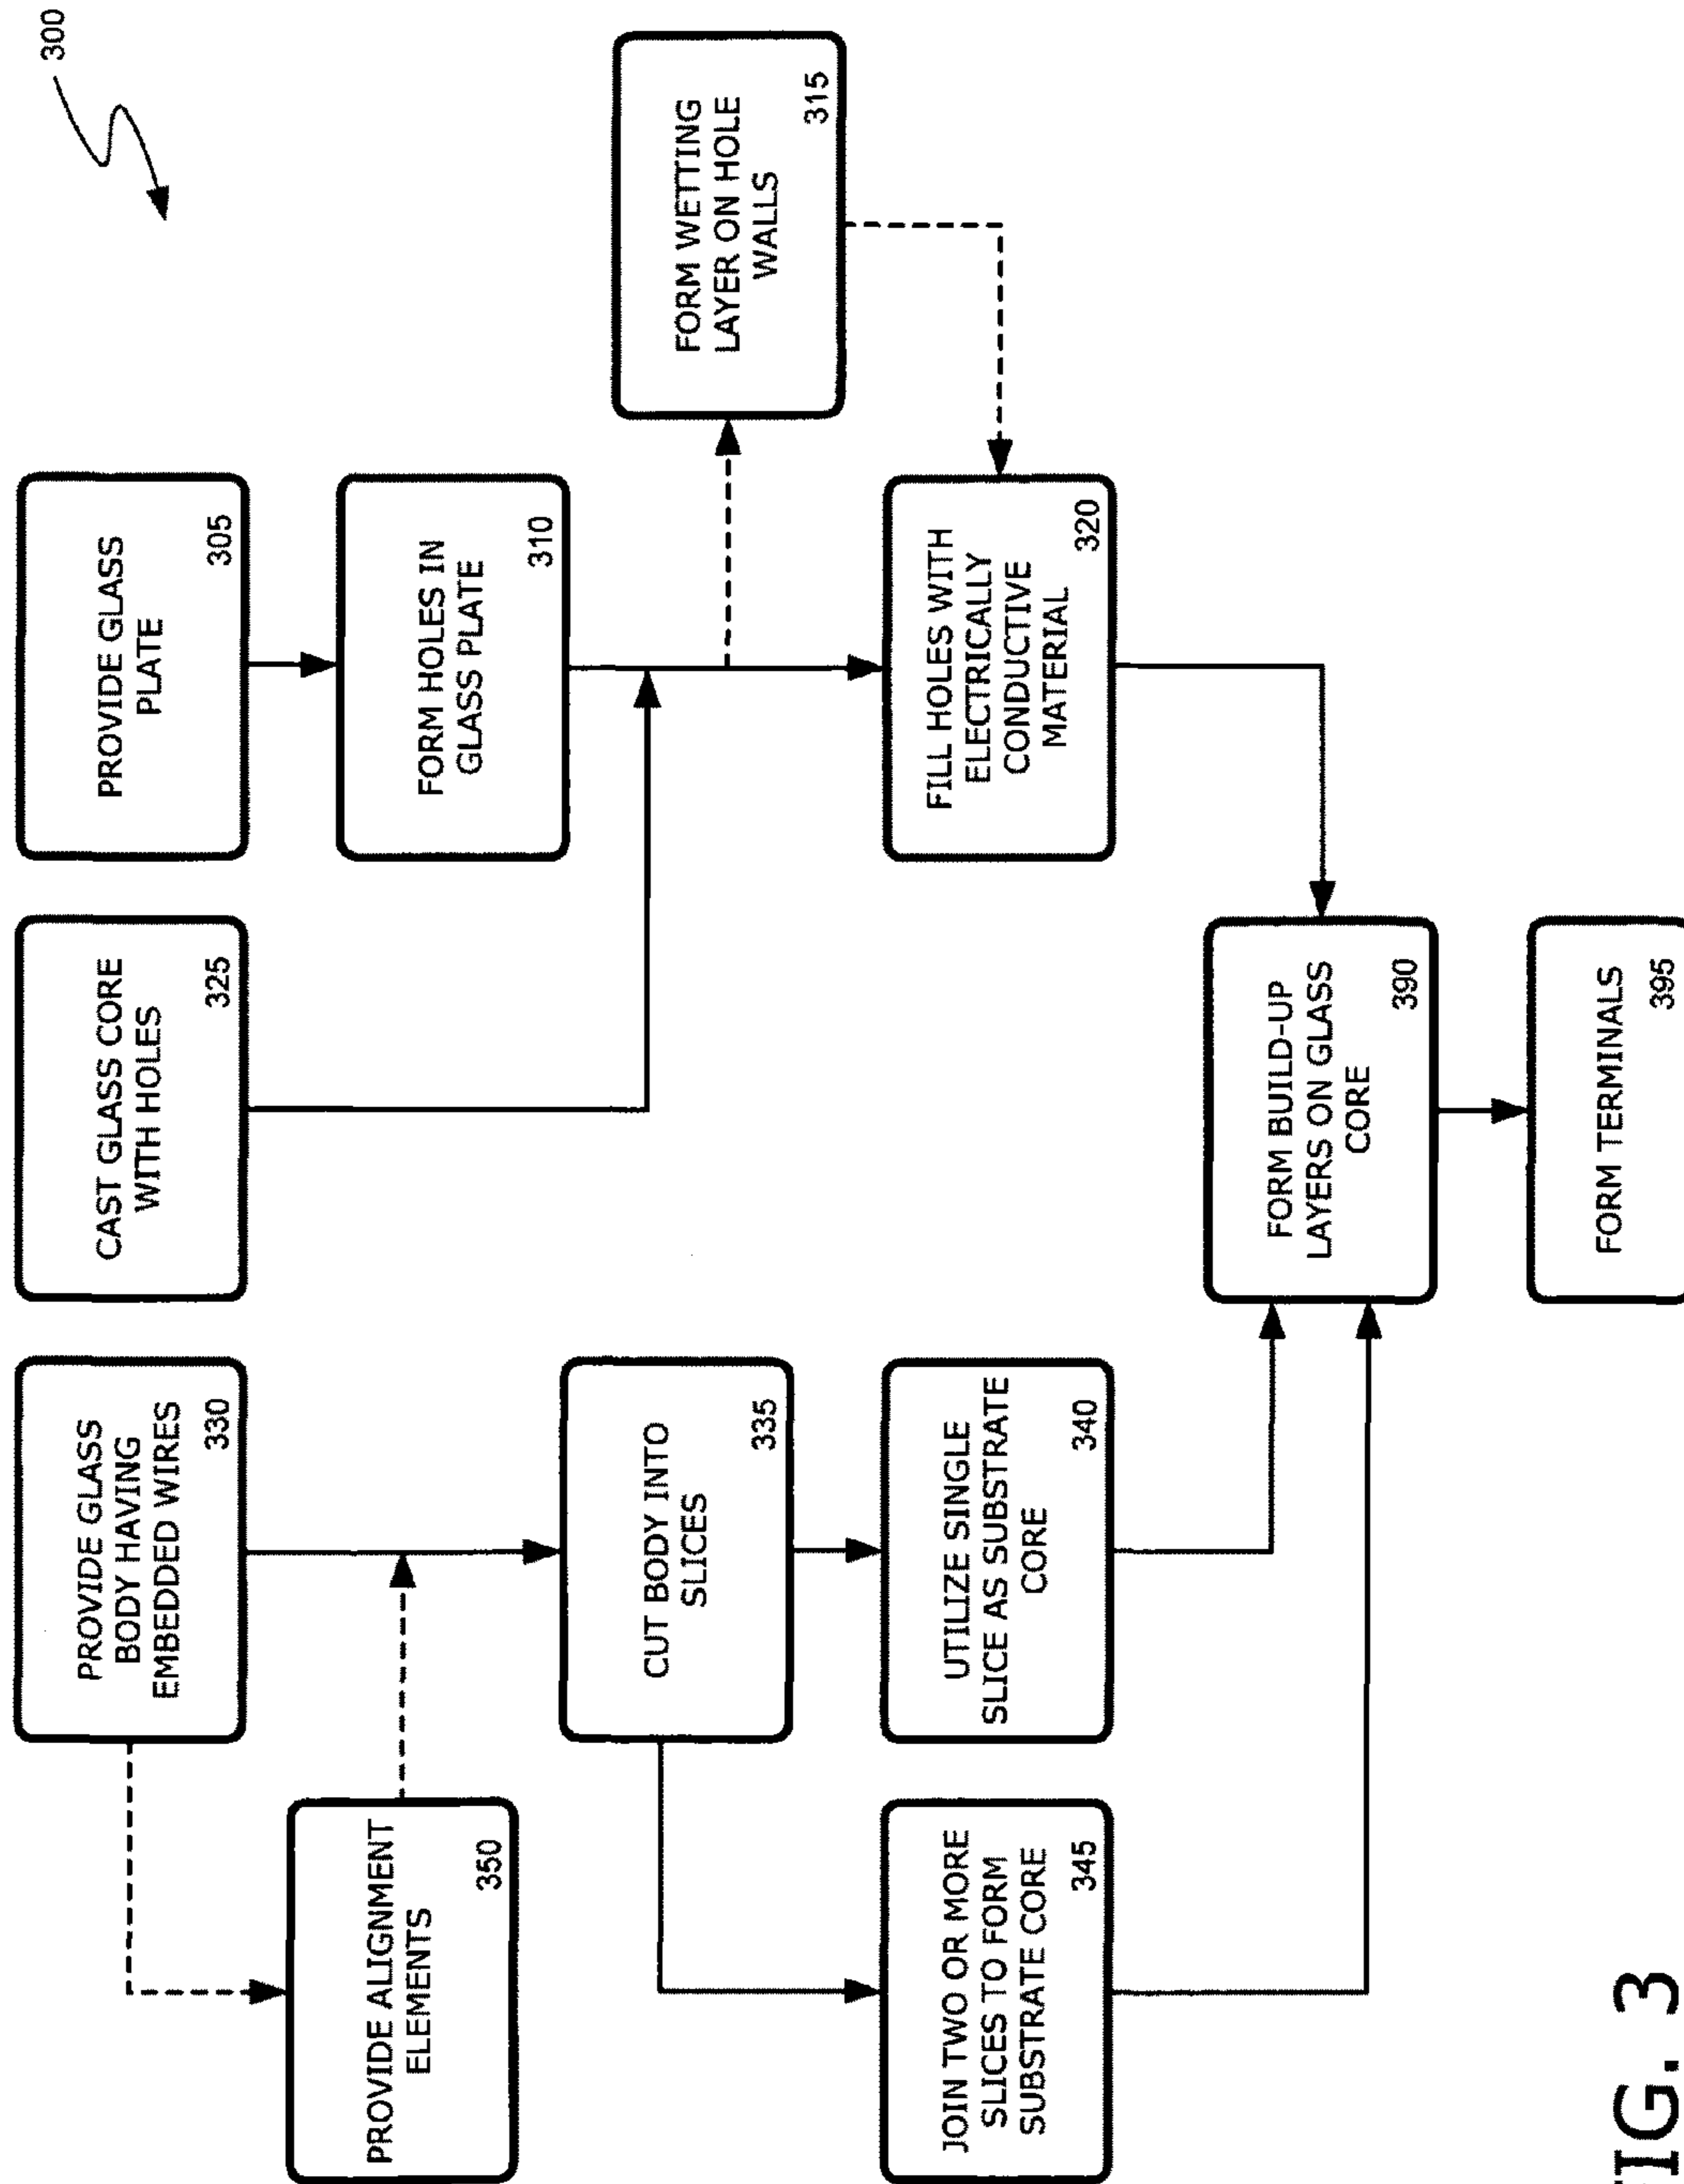 300
PROVIDE GLASS
BODY HAVING
EMBEDDED WIRES
330
CAST GLASS CORE
WITH HOLES
325
PROVIDE GLASS
PLATE
305
PROVIDE ALIGNMENT
ELEMENTS
350
FORM HOLES IN
GLASS PLATE
310
CUT BODY INTO
SLICES
335
FORM WETTING
LAYER ON HOLE
WALLS
315
JOIN TWO OR MORE
SLICES TO FORM
SUBSTRATE CORE
345
UTILIZE SINGLE
SLICE AS SUBSTRATE
CORE
340
FILL HOLES WITH
ELECTRICALLY
CONDUCTIVE
MATERIAL
320
FORM BUILD-UP
LAYERS ON GLASS
CORE
390
FORM TERMINALS
395
FIG. 3